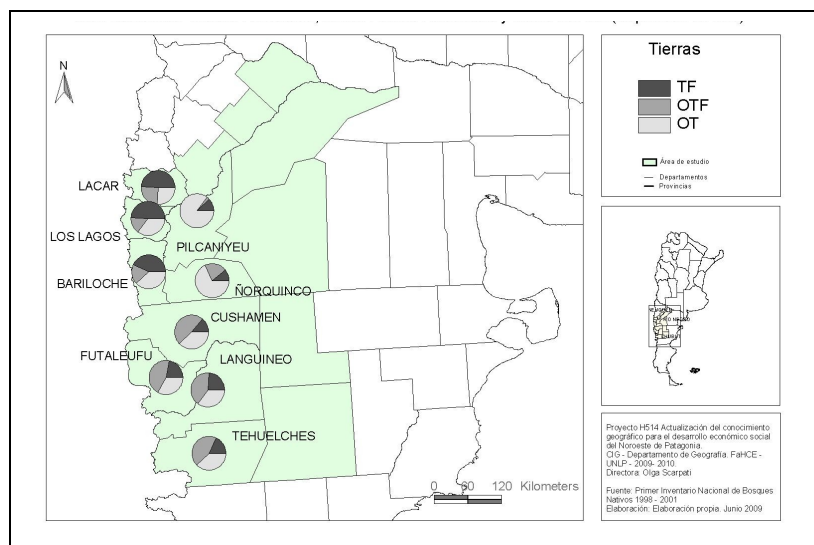 N
LACAR
LOS LAGOS
PILCANIYEU
BARILOCHE
ÑORQUINCO
CUSHAMEN
FUTALEUFU
LANGUINEO
TEHUELCHES
0 60 120 Kilometers
Tierras
TF
OTF
OT
Área de estudio
Departamentos
Provincias
Proyecto H514 Actualización del conocimiento
geográfico para el desarrollo económico social
del Noroeste de Patagonia.
CIG - Departamento de Geografía. FaHCE -
UNLP - 2009- 2010.
Directora: Olga Scarpati
Fuente: Primer Inventario Nacional de Bosques
Nativos 1998 - 2001
Elaboración: Elaboración propia. Junio 2009